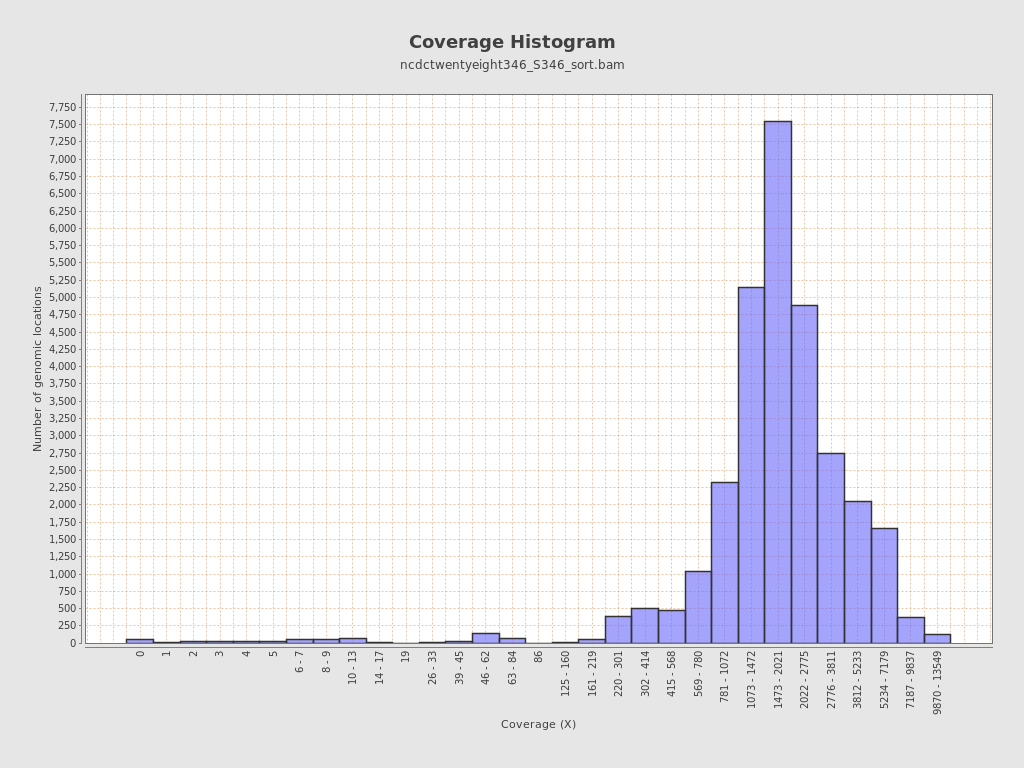 Coverage Histogram
ncdctwentyeight346_S346_sort.bam
Number of genomic locations
7,750
7,500
7,250
7,000
6,750
6,500
6,250
6,000
5,750
5,500
5,250
5,000
4,750
4,500
4,250
4,000
3,750
3,500
3,250
3,000
2,750
2,500
2,250
2,000
1,750
1,500
1,250
1,000
750
500
250
0
0
1
2
3
4
5
6 - 7
8 - 9
10 - 13
14 - 17
19
26 - 33
39 - 45
46 - 62
63 - 84
86
125 - 160
161 - 219
220 - 301
302 - 414
415 - 568
569 - 780
781 - 1072
1073 - 1472
1473 - 2021
2022 - 2775
2776 - 3811
3812 - 5233
5234 - 7179
7187 - 9837
9870 - 13549
Coverage (X)